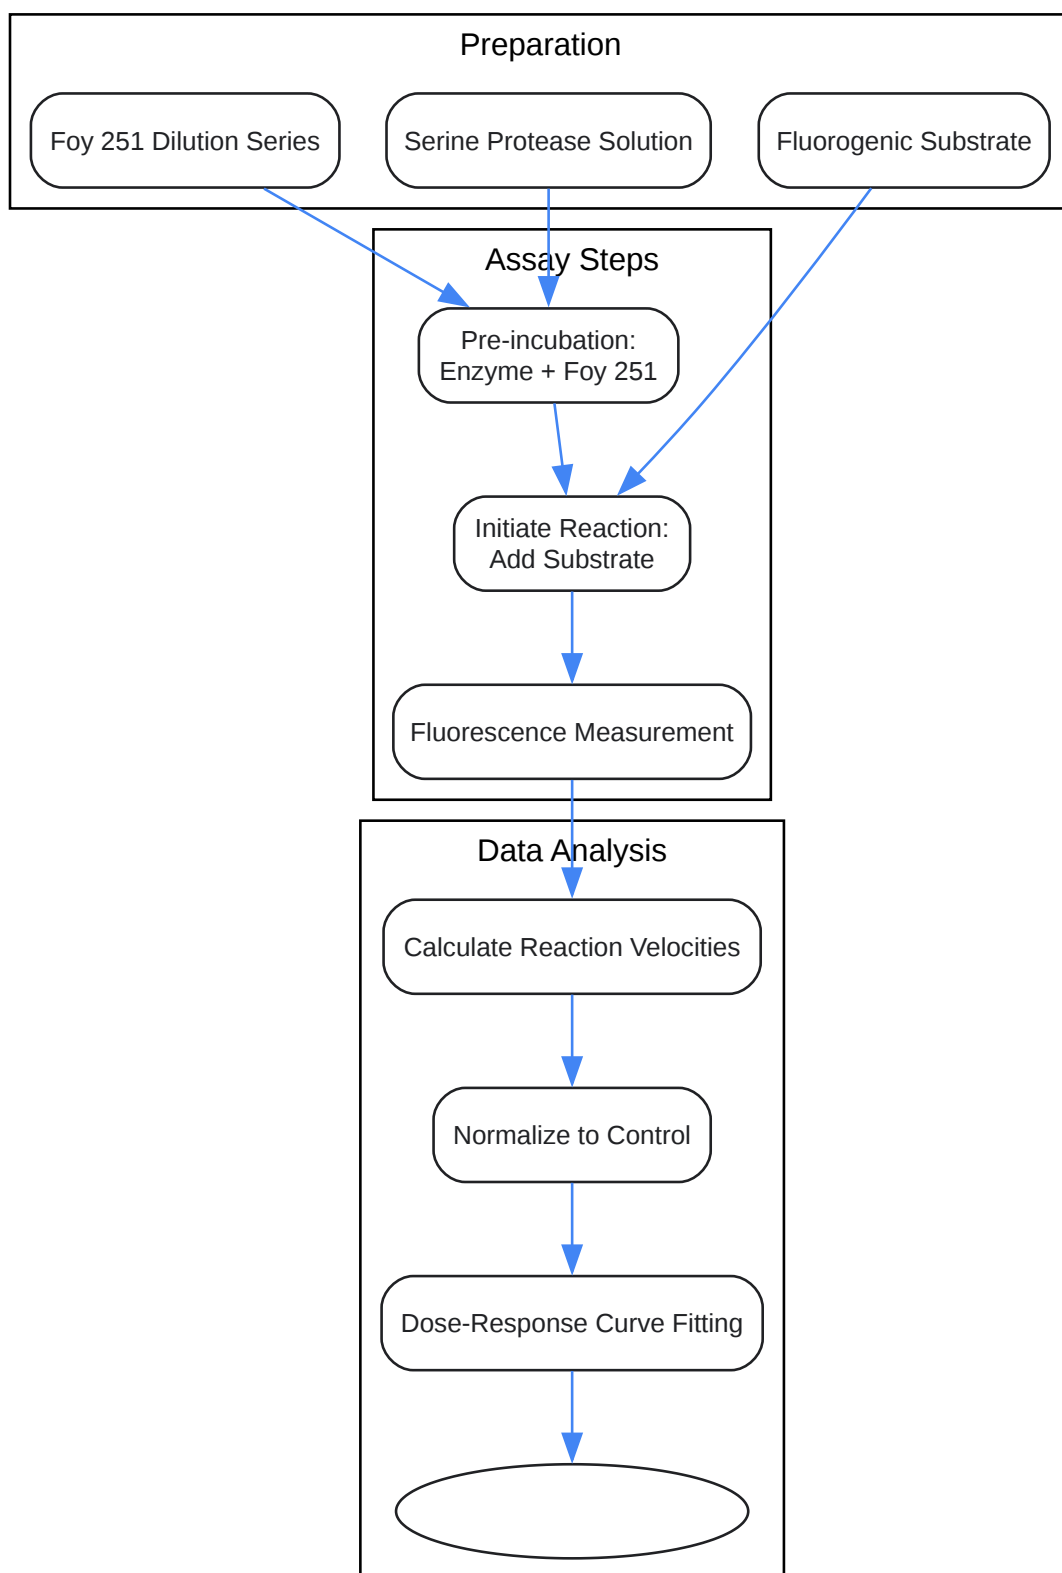 Preparation
Foy 251 Dilution Series
Serine Protease Solution
Fluorogenic Substrate
Assay Steps
Pre-incubation:
Enzyme + Foy 251
Initiate Reaction:
Add Substrate
Fluorescence Measurement
Data Analysis
Calculate Reaction Velocities
Normalize to Control
Dose-Response Curve Fitting